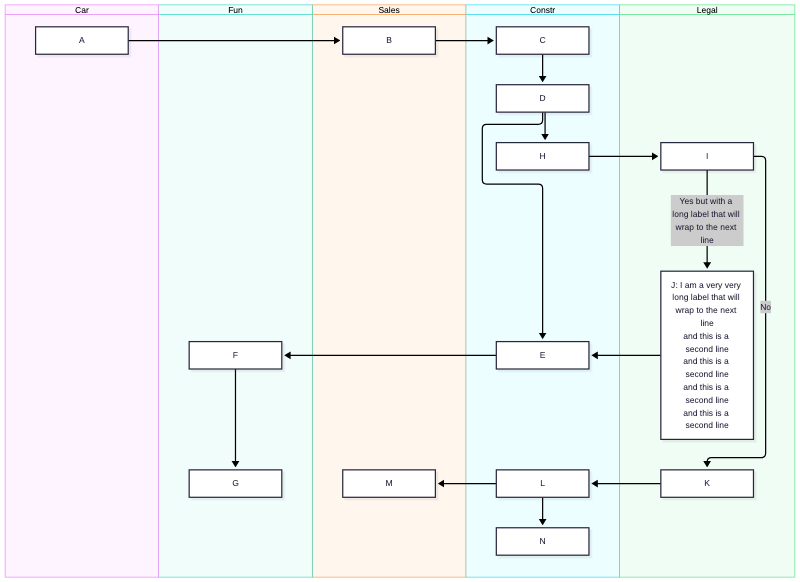 Car
Fun
Sales
Constr
Legal
A
B
C
D
H
I
Yes but with a
long label that will
wrap to the next
line
J: I am a very very
long label that will
wrap to the next
line
and this is a
second line
and this is a
second line
and this is a
second line
and this is a
second line
No
F
E
G
M
L
K
N